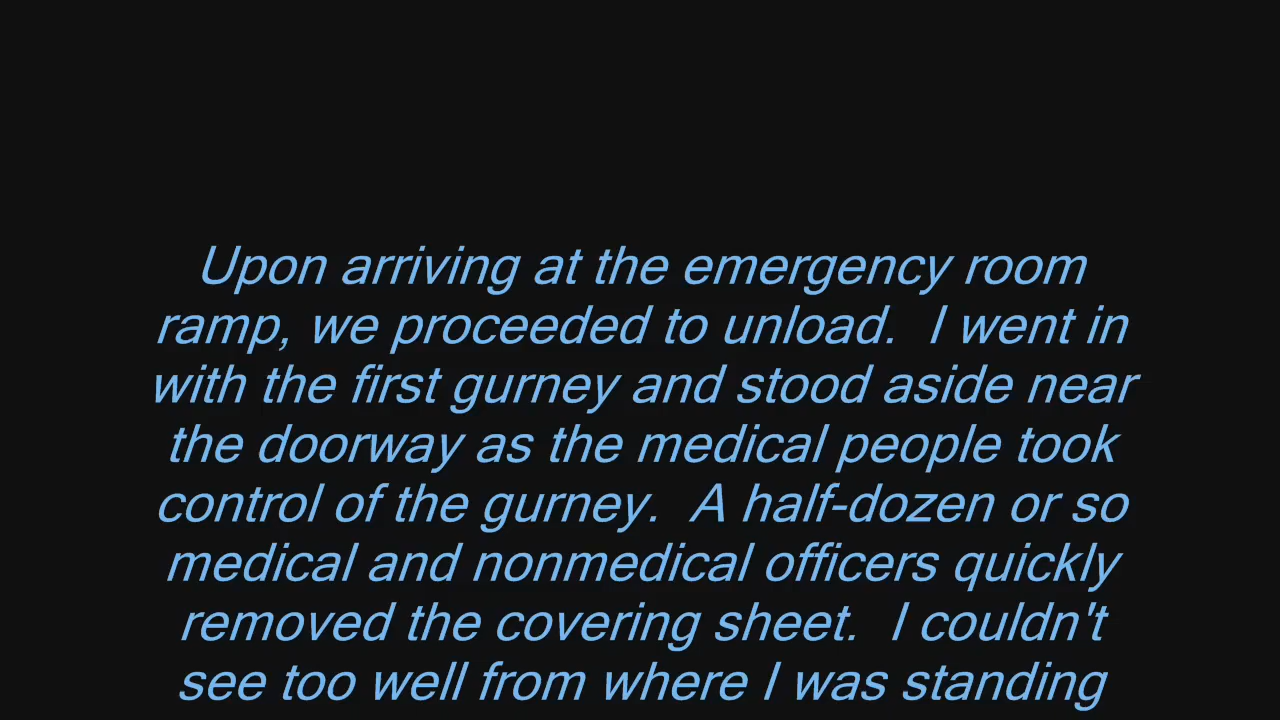 Upon arriving at the emergency room
ramp, we proceeded to unload.  I went in
with the first gurney and stood aside near
the doorway as the medical people took
control of the gurney.  A half-dozen or so
medical and nonmedical officers quickly
removed the covering sheet.  I couldn't
see too well from where I was standing